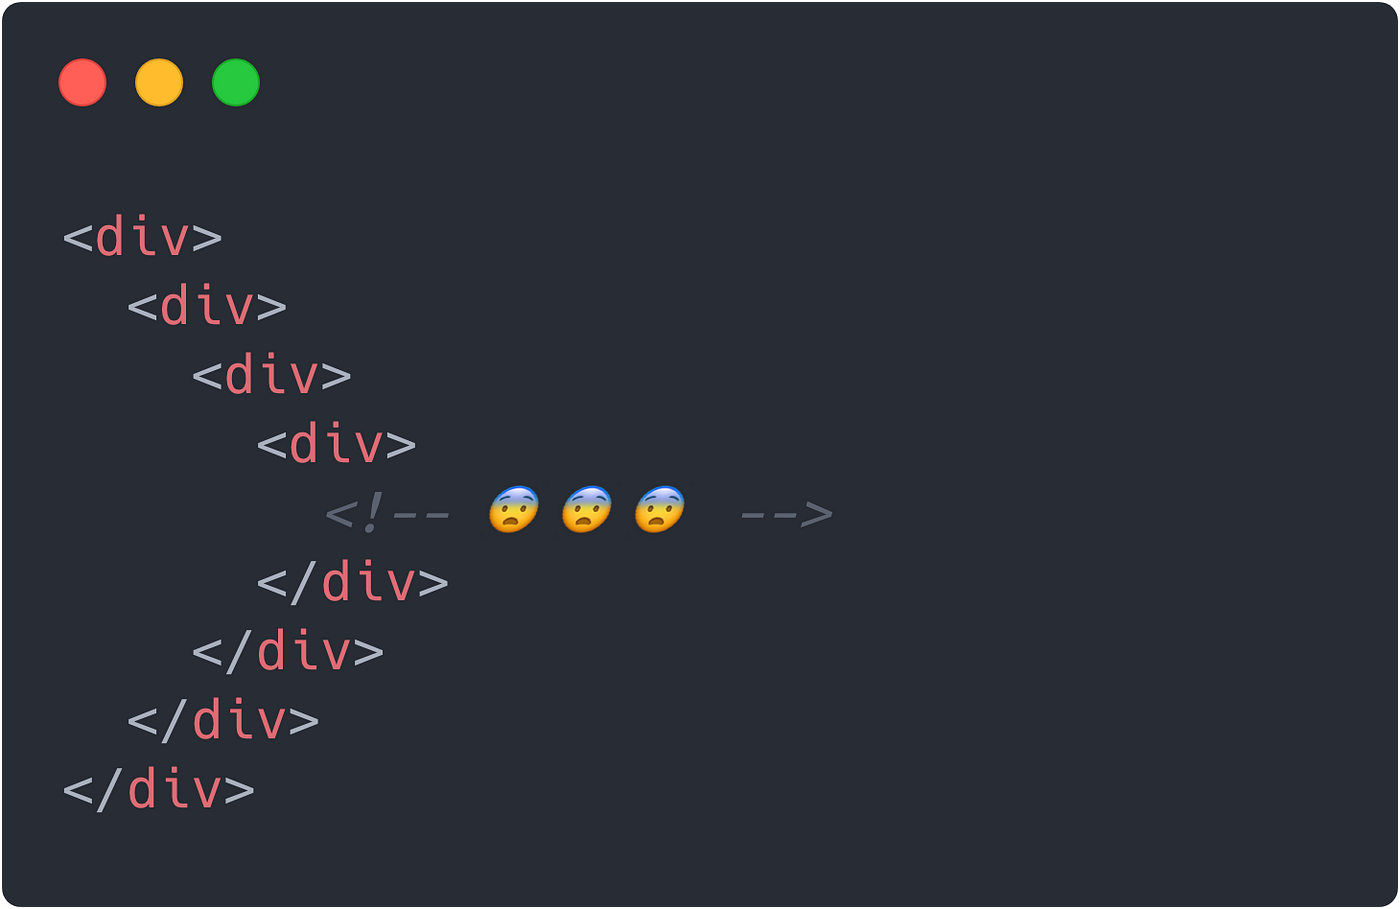 <div>
  <div>
    <div>
      <div>
        <!-- 😨😨😨  -->
      </div>
    </div>
  </div>
</div>